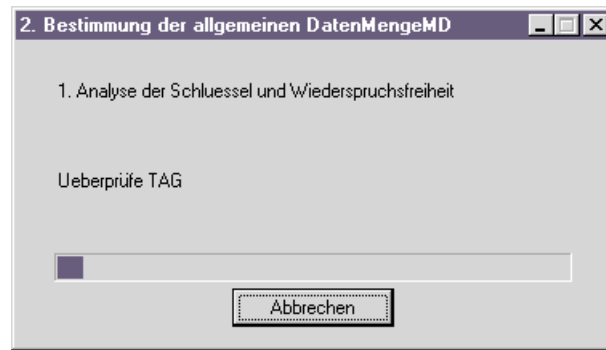 2. Bestimmung der allgemeinen DatenMengeMD
1. Analyse der Schluessel und Wiederspruchsfreiheit
Ueberprüfe TAG
Abbrechen